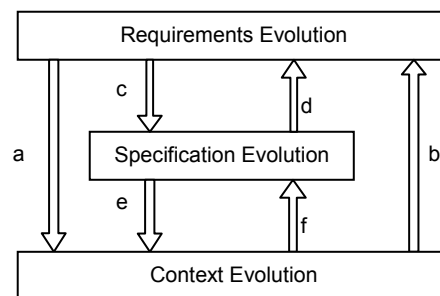 Requirements Evolution
c
d
a
Specification Evolution
b
e
f
Context Evolution